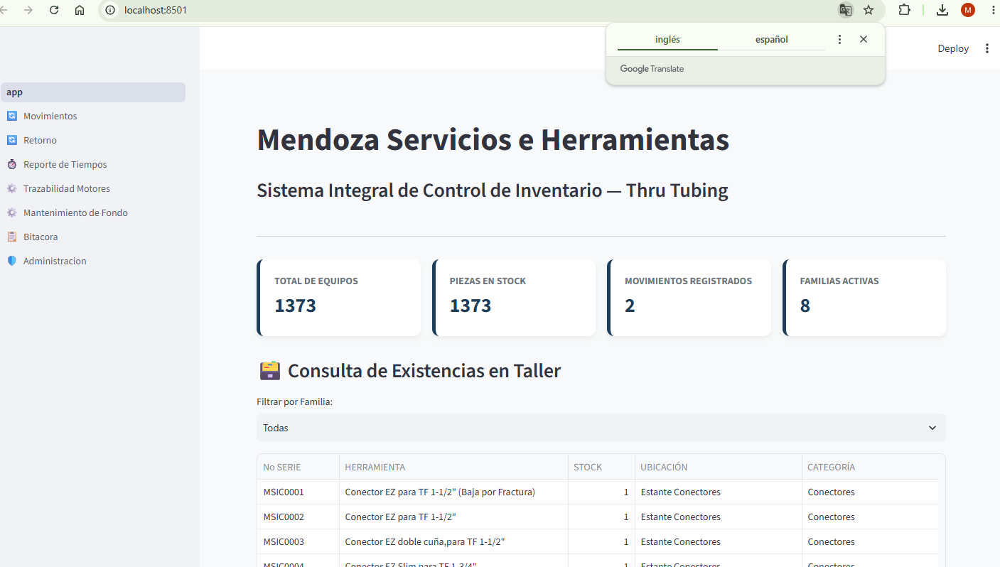 localhost:8501
M
inglés español
Google Translate
Deploy
app
Movimientos
Retorno
Reporte de Tiempos
Trazabilidad Motores
Mantenimiento de Fondo
Bitacora
Administracion
Mendoza Servicios e Herramientas
Sistema Integral de Control de Inventario — Thru Tubing
TOTAL DE EQUIPOS
1373
PIEZAS EN STOCK
1373
MOVIMIENTOS REGISTRADOS
2
FAMILIAS ACTIVAS
8
Consulta de Existencias en Taller
Filtrar por Familia:
Todas
No SERIE HERRAMIENTA STOCK UBICACIÓN CATEGORÍA
MSIC0001 Conector EZ para TF 1-1/2" (Baja por Fractura) 1 Estante Conectores Conectores
MSIC0002 Conector EZ para TF 1-1/2" 1 Estante Conectores Conectores
MSIC0003 Conector EZ doble cuña,para TF 1-1/2" 1 Estante Conectores Conectores
MSIC0004 Conector EZ Slim para TF 1-3/4" 1 Estante Conectores Conectores